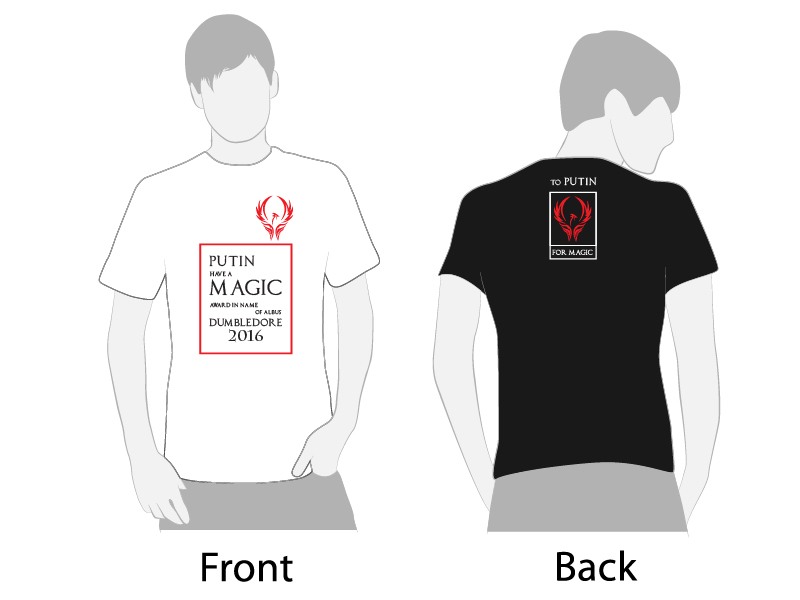 PUTIN
HAVE A
MAGIC
AWARD IN NAME
OF ALBUS
DUMBLEDORE
2016
TO PUTIN
FOR MAGIC
Front
Back